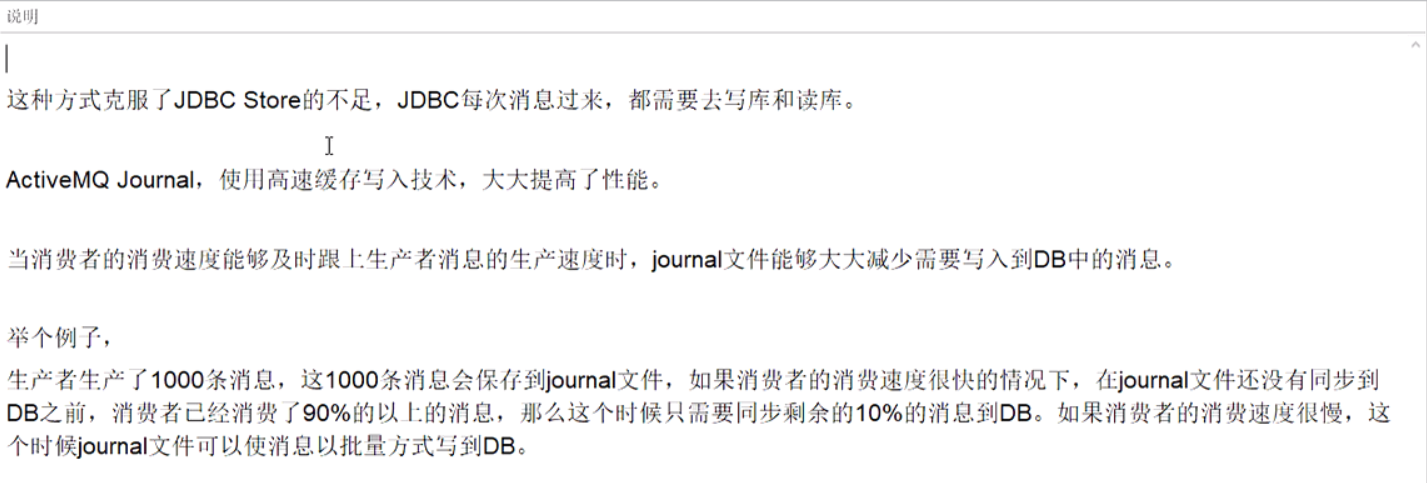 说明
这种方式克服了JDBC Store的不足，JDBC每次消息过来，都需要去写库和读库。
ActiveMQ Journal，使用高速缓存写入技术，大大提高了性能。
当消费者的消费速度能够及时跟上生产者消息的生产速度时，journal文件能够大大减少需要写入到DB中的消息。
举个例子，
生产者生产了1000条消息，这1000条消息会保存到journal文件，如果消费者的消费速度很快的情况下，在journal文件还没有同步到
DB之前，消费者已经消费了90%的以上的消息，那么这个时候只需要同步剩余的10%的消息到DB。如果消费者的消费速度很慢，这
个时候journal文件可以使消息以批量方式写到DB。